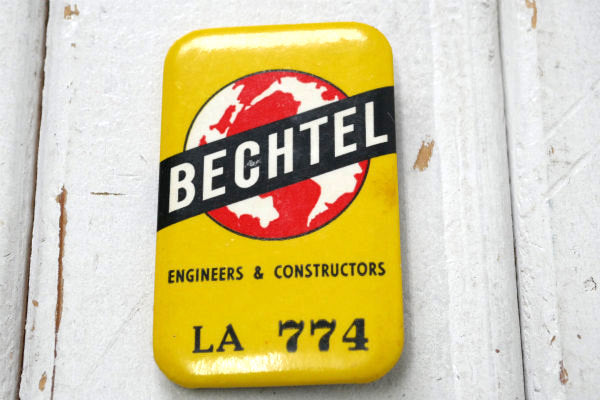 BECHTEL
ENGINEERS & CONSTRUCTORS
LA 774